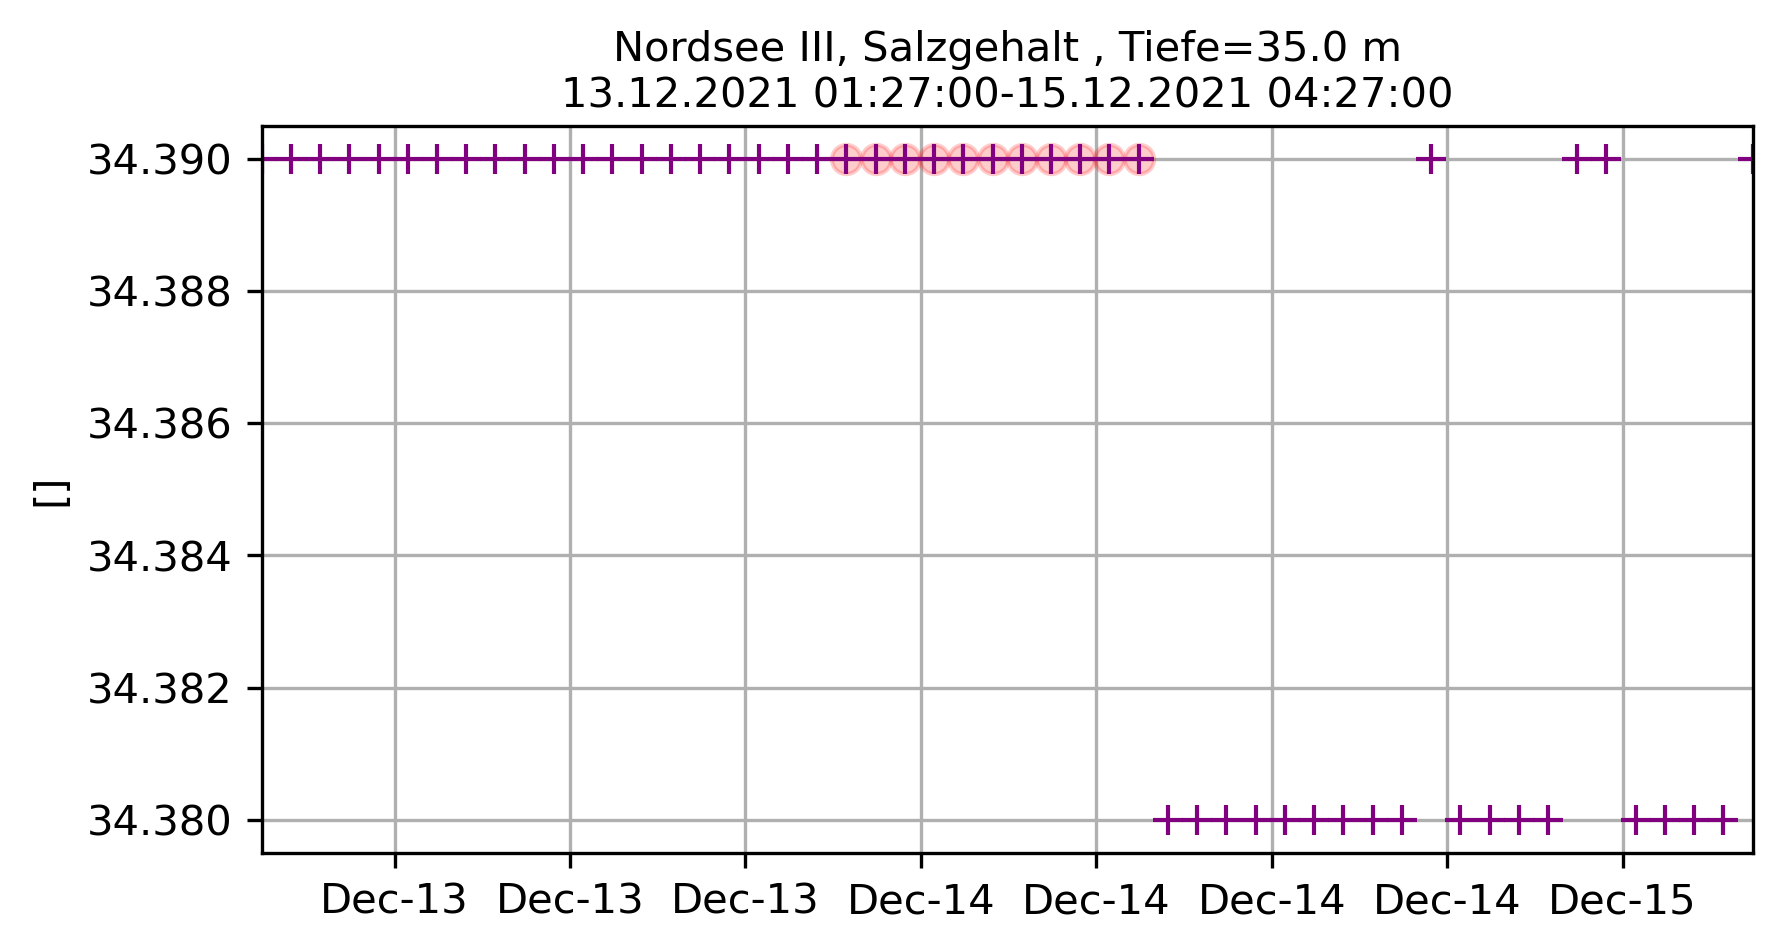 Nordsee III, Salzgehalt , Tiefe=35.0 m
13.12.2021 01:27:00-15.12.2021 04:27:00
34.390
34.388
34.386
34.384
34.382
34.380
[]
Dec-13 Dec-13 Dec-13 Dec-14 Dec-14 Dec-14 Dec-14 Dec-15